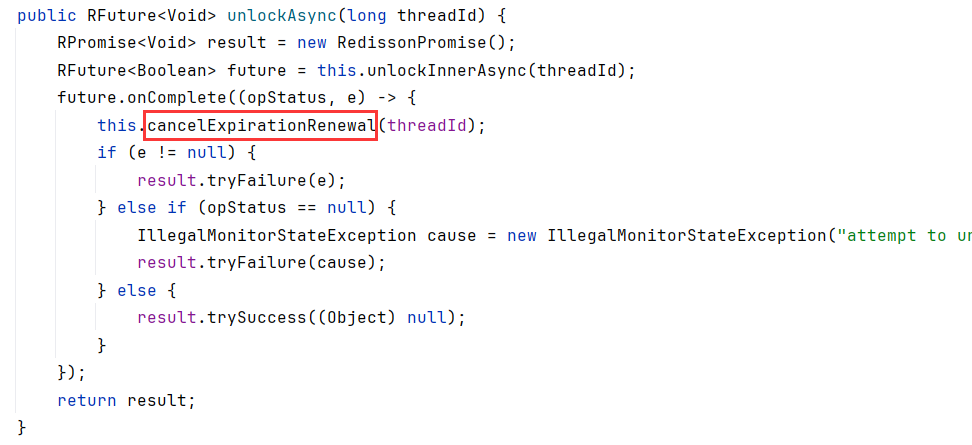 public RFuture<Void> unlockAsync(long threadId) {
    RPromise<Void> result = new RedissonPromise();
    RFuture<Boolean> future = this.unlockInnerAsync(threadId);
    future.onComplete((opStatus, e) -> {
        this.cancelExpirationRenewal(threadId);
        if (e != null) {
            result.tryFailure(e);
        } else if (opStatus == null) {
            IllegalMonitorStateException cause = new IllegalMonitorStateException("attempt to
            result.tryFailure(cause);
        } else {
            result.trySuccess((Object) null);
        }
    });
    return result;
}